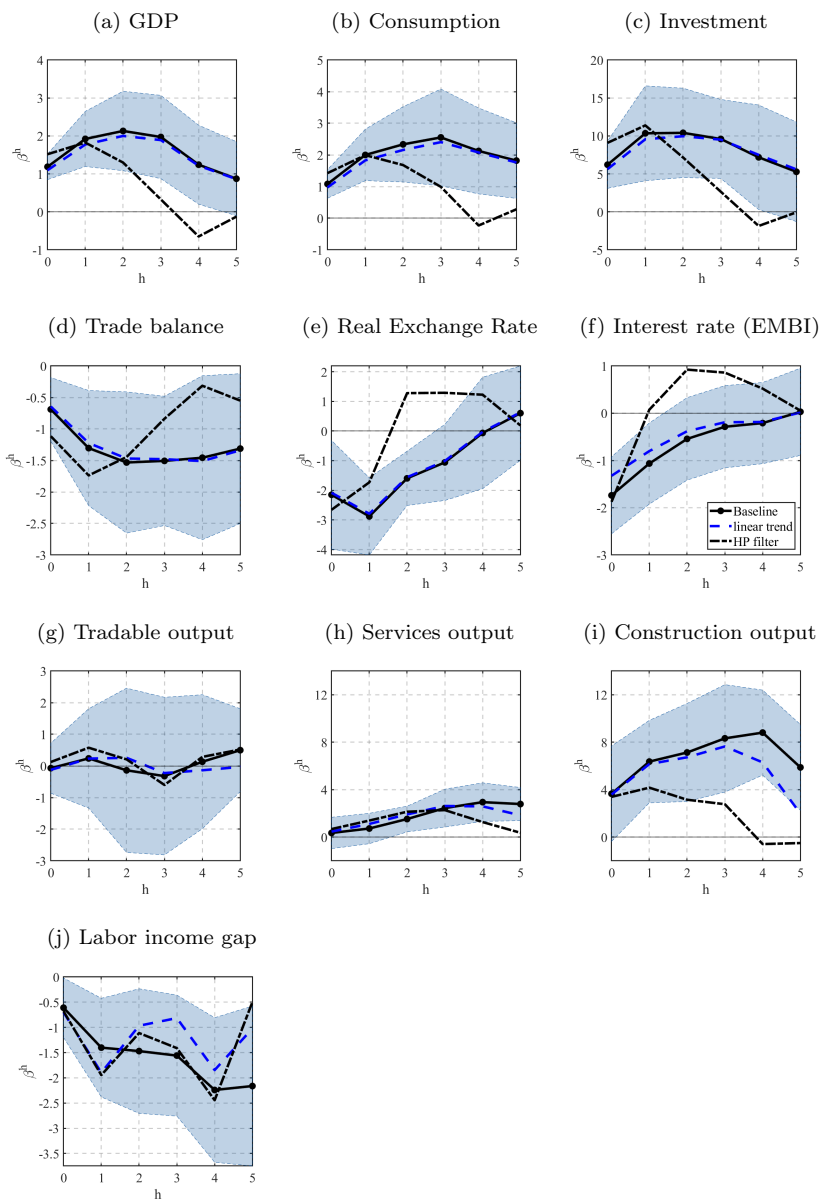 (a) GDP (b) Consumption (c) Investment
4 5 20
3 4 15
2 3 10
1 2 5
0 1 0
-1 0 -5
-1
β^h β^h β^h
0 1 2 3 4 5 0 1 2 3 4 5 0 1 2 3 4 5
h h h
(d) Trade balance (e) Real Exchange Rate (f) Interest rate (EMBI)
0 2 1
-0.5 1 0
-1 0 -1
-1.5 -1 -2
-2 -2 -3
-2.5 -3
-3 -4
β^h β^h β^h
Baseline
linear trend
HP filter
0 1 2 3 4 5 0 1 2 3 4 5 0 1 2 3 4 5
h h h
(g) Tradable output (h) Services output (i) Construction output
3 12 12
2 8 8
1 4 4
0 0 0
-1
-2
-3
β^h β^h β^h
0 1 2 3 4 5 0 1 2 3 4 5 0 1 2 3 4 5
h h h
(j) Labor income gap
0
-0.5
-1
-1.5
-2
-2.5
-3
-3.5
β^h
0 1 2 3 4 5
h